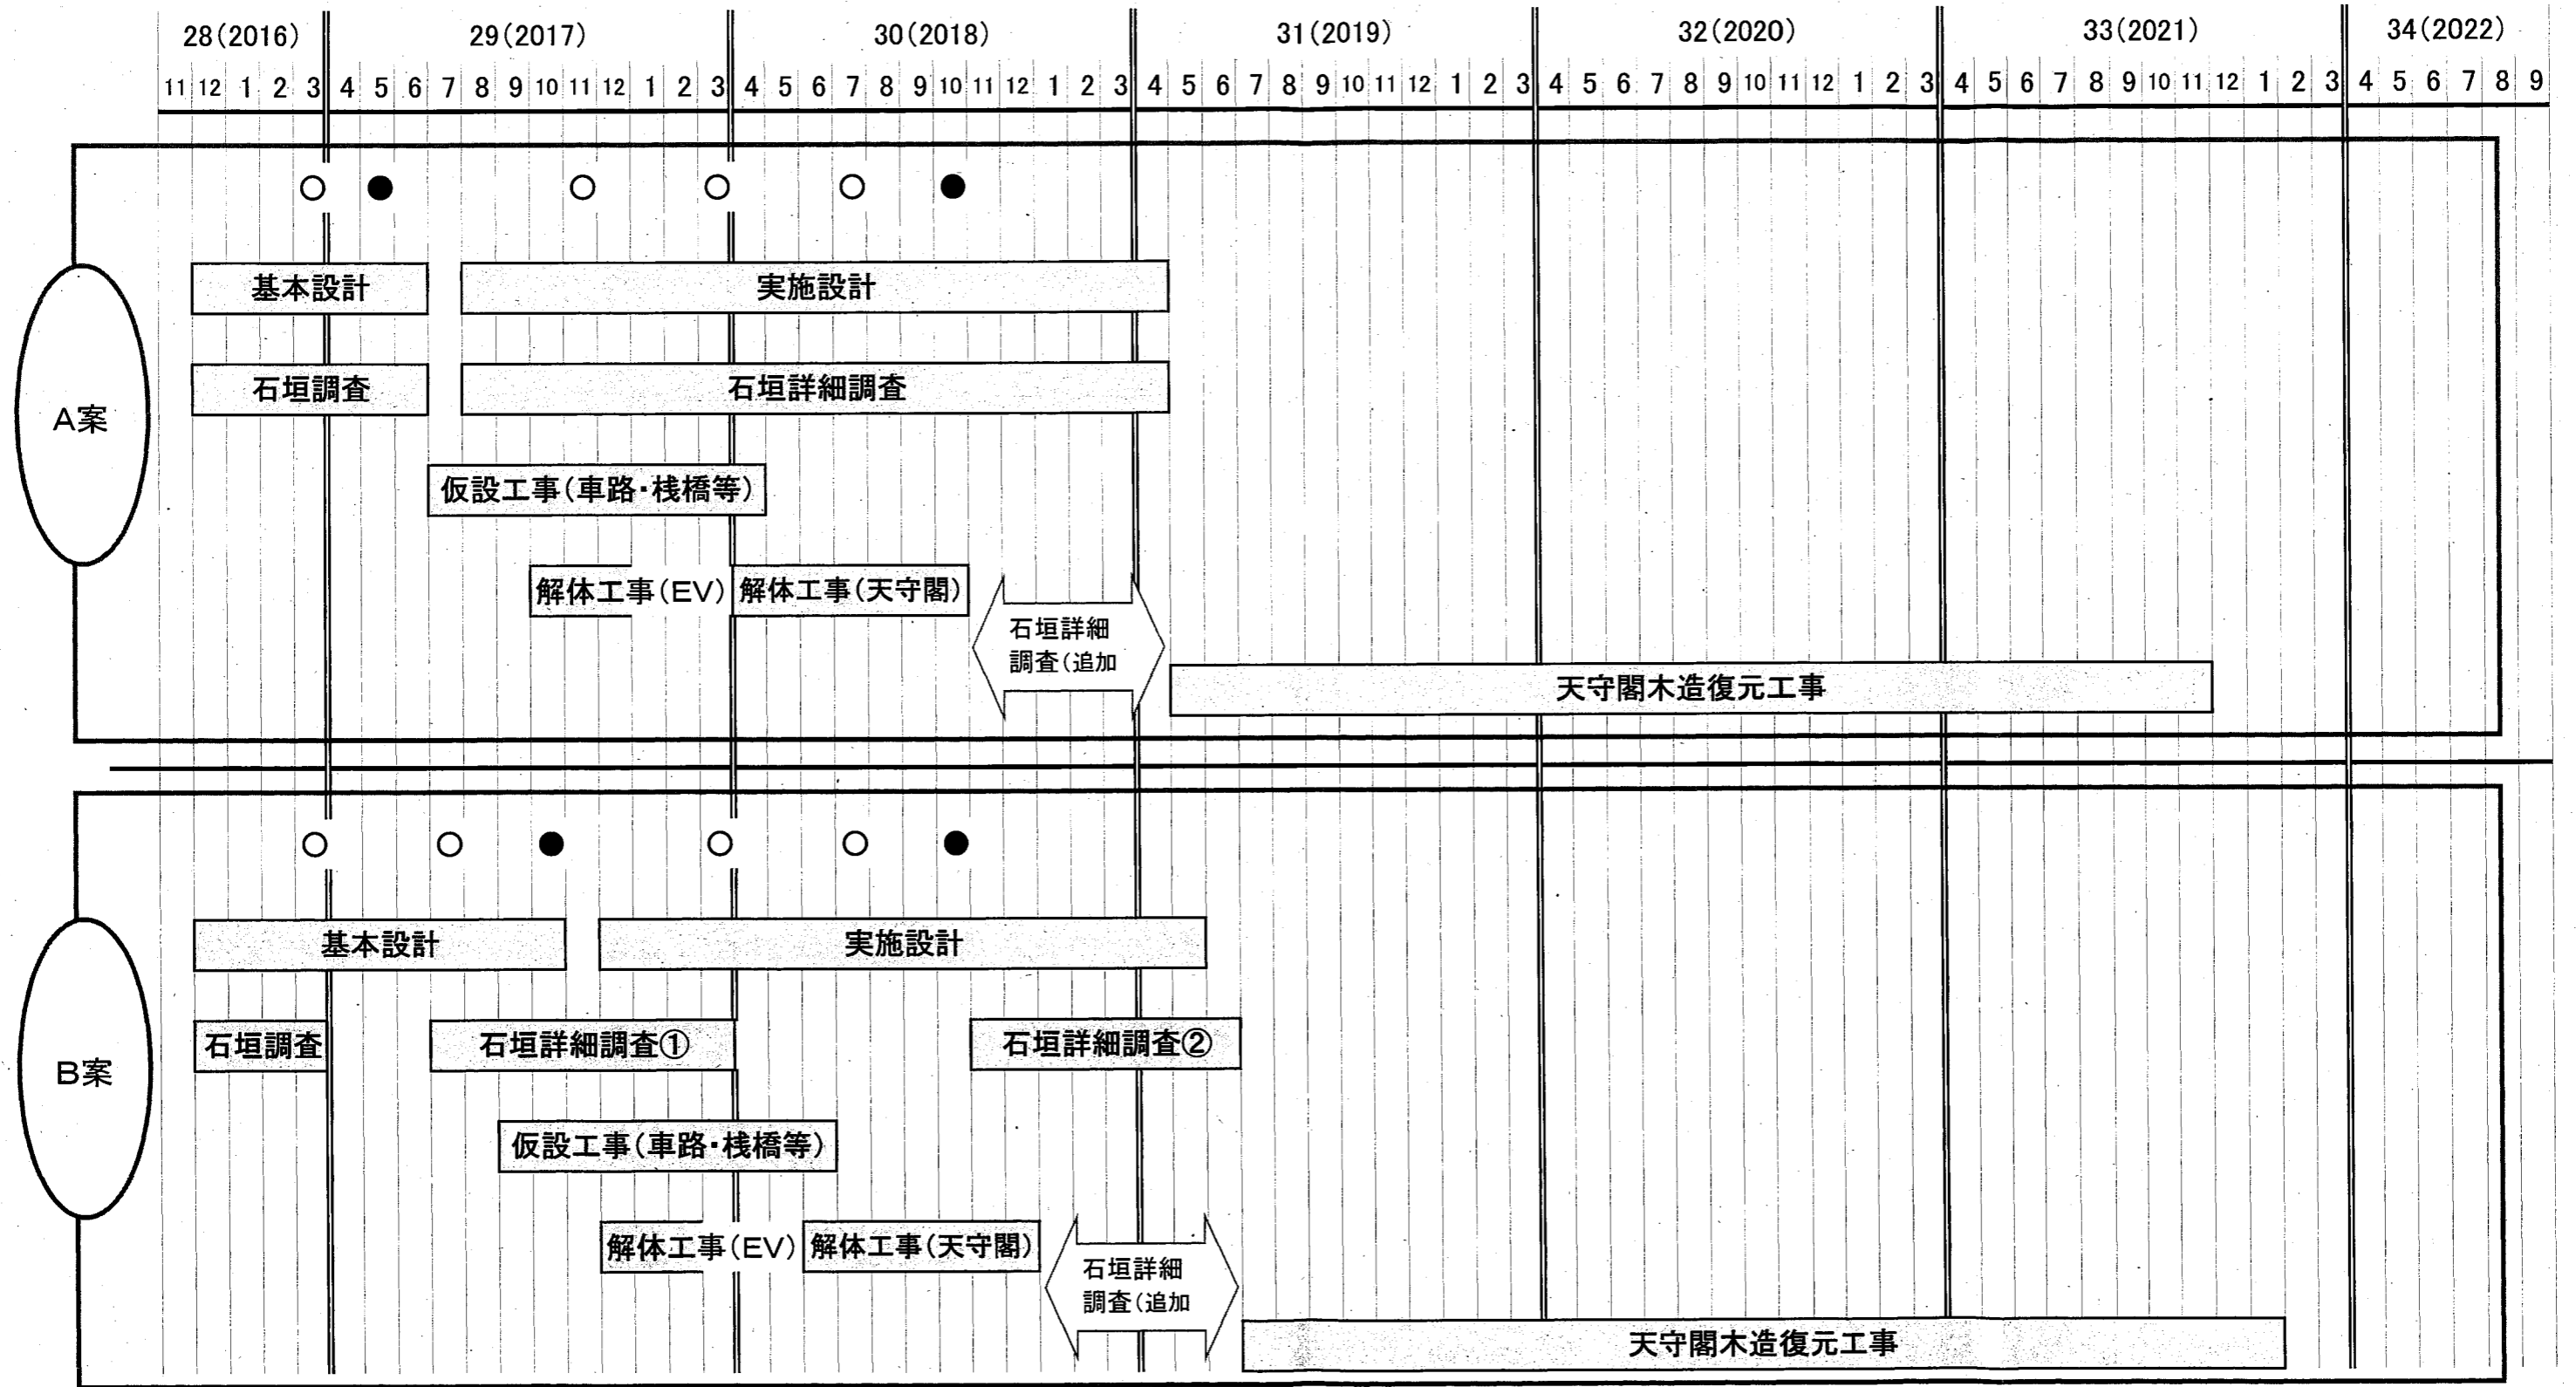 28(2016) 29(2017) 30(2018) 31(2019) 32(2020) 33(2021) 34(2022)
11 12 1 2 3 4 5 6 7 8 9 10 11 12 1 2 3 4 5 6 7 8 9 10 11 12 1 2 3 4 5 6 7 8 9 10 11 12 1 2 3 4 5 6 7 8 9 10 11 12 1 2 3 4 5 6 7 8 9 10 11 12 1 2 3 4 5 6 7 8 9
○ ● ○ ○ ○ ●
基本設計 実施設計
A案
石垣調査 石垣詳細調査
仮設工事(車路・桟橋等)
解体工事(EV) 解体工事(天守閣)
石垣詳細
調査(追加
天守閣木造復元工事
○ ○ ● ○ ○ ●
基本設計 実施設計
B案
石垣調査 石垣詳細調査① 石垣詳細調査②
仮設工事(車路・桟橋等)
解体工事(EV) 解体工事(天守閣)
石垣詳細
調査(追加
天守閣木造復元工事